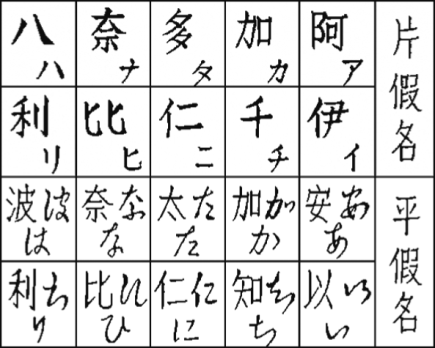 片假名
阿ア
加カ
多タ
奈ナ
八ハ
伊イ
千チ
仁ニ
比ヒ
利リ
平假名
安あ
加か
太た
奈な
波は
以い
知ち
仁に
比ひ
利り